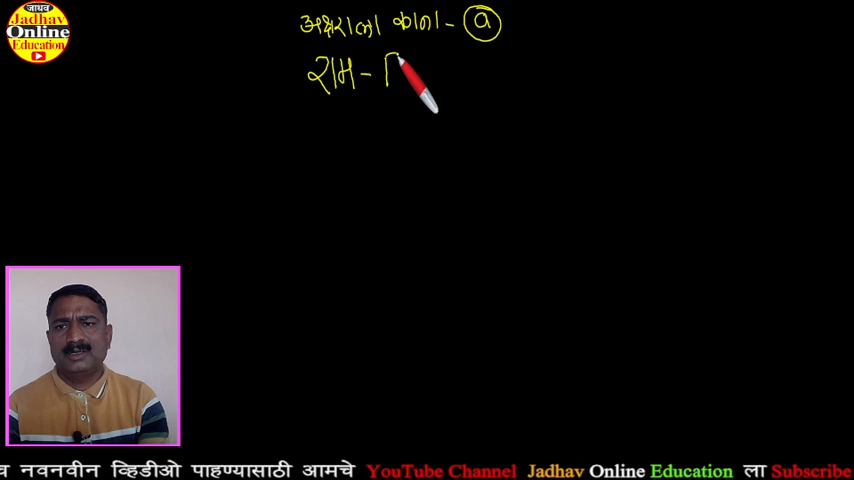 जाधव
Jadhav
Online
Education
अक्षराला काना - a
राम -
व नवनवीन व्हिडीओ पाहण्यासाठी आमचे YouTube Channel Jadhav Online Education ला Subscribe